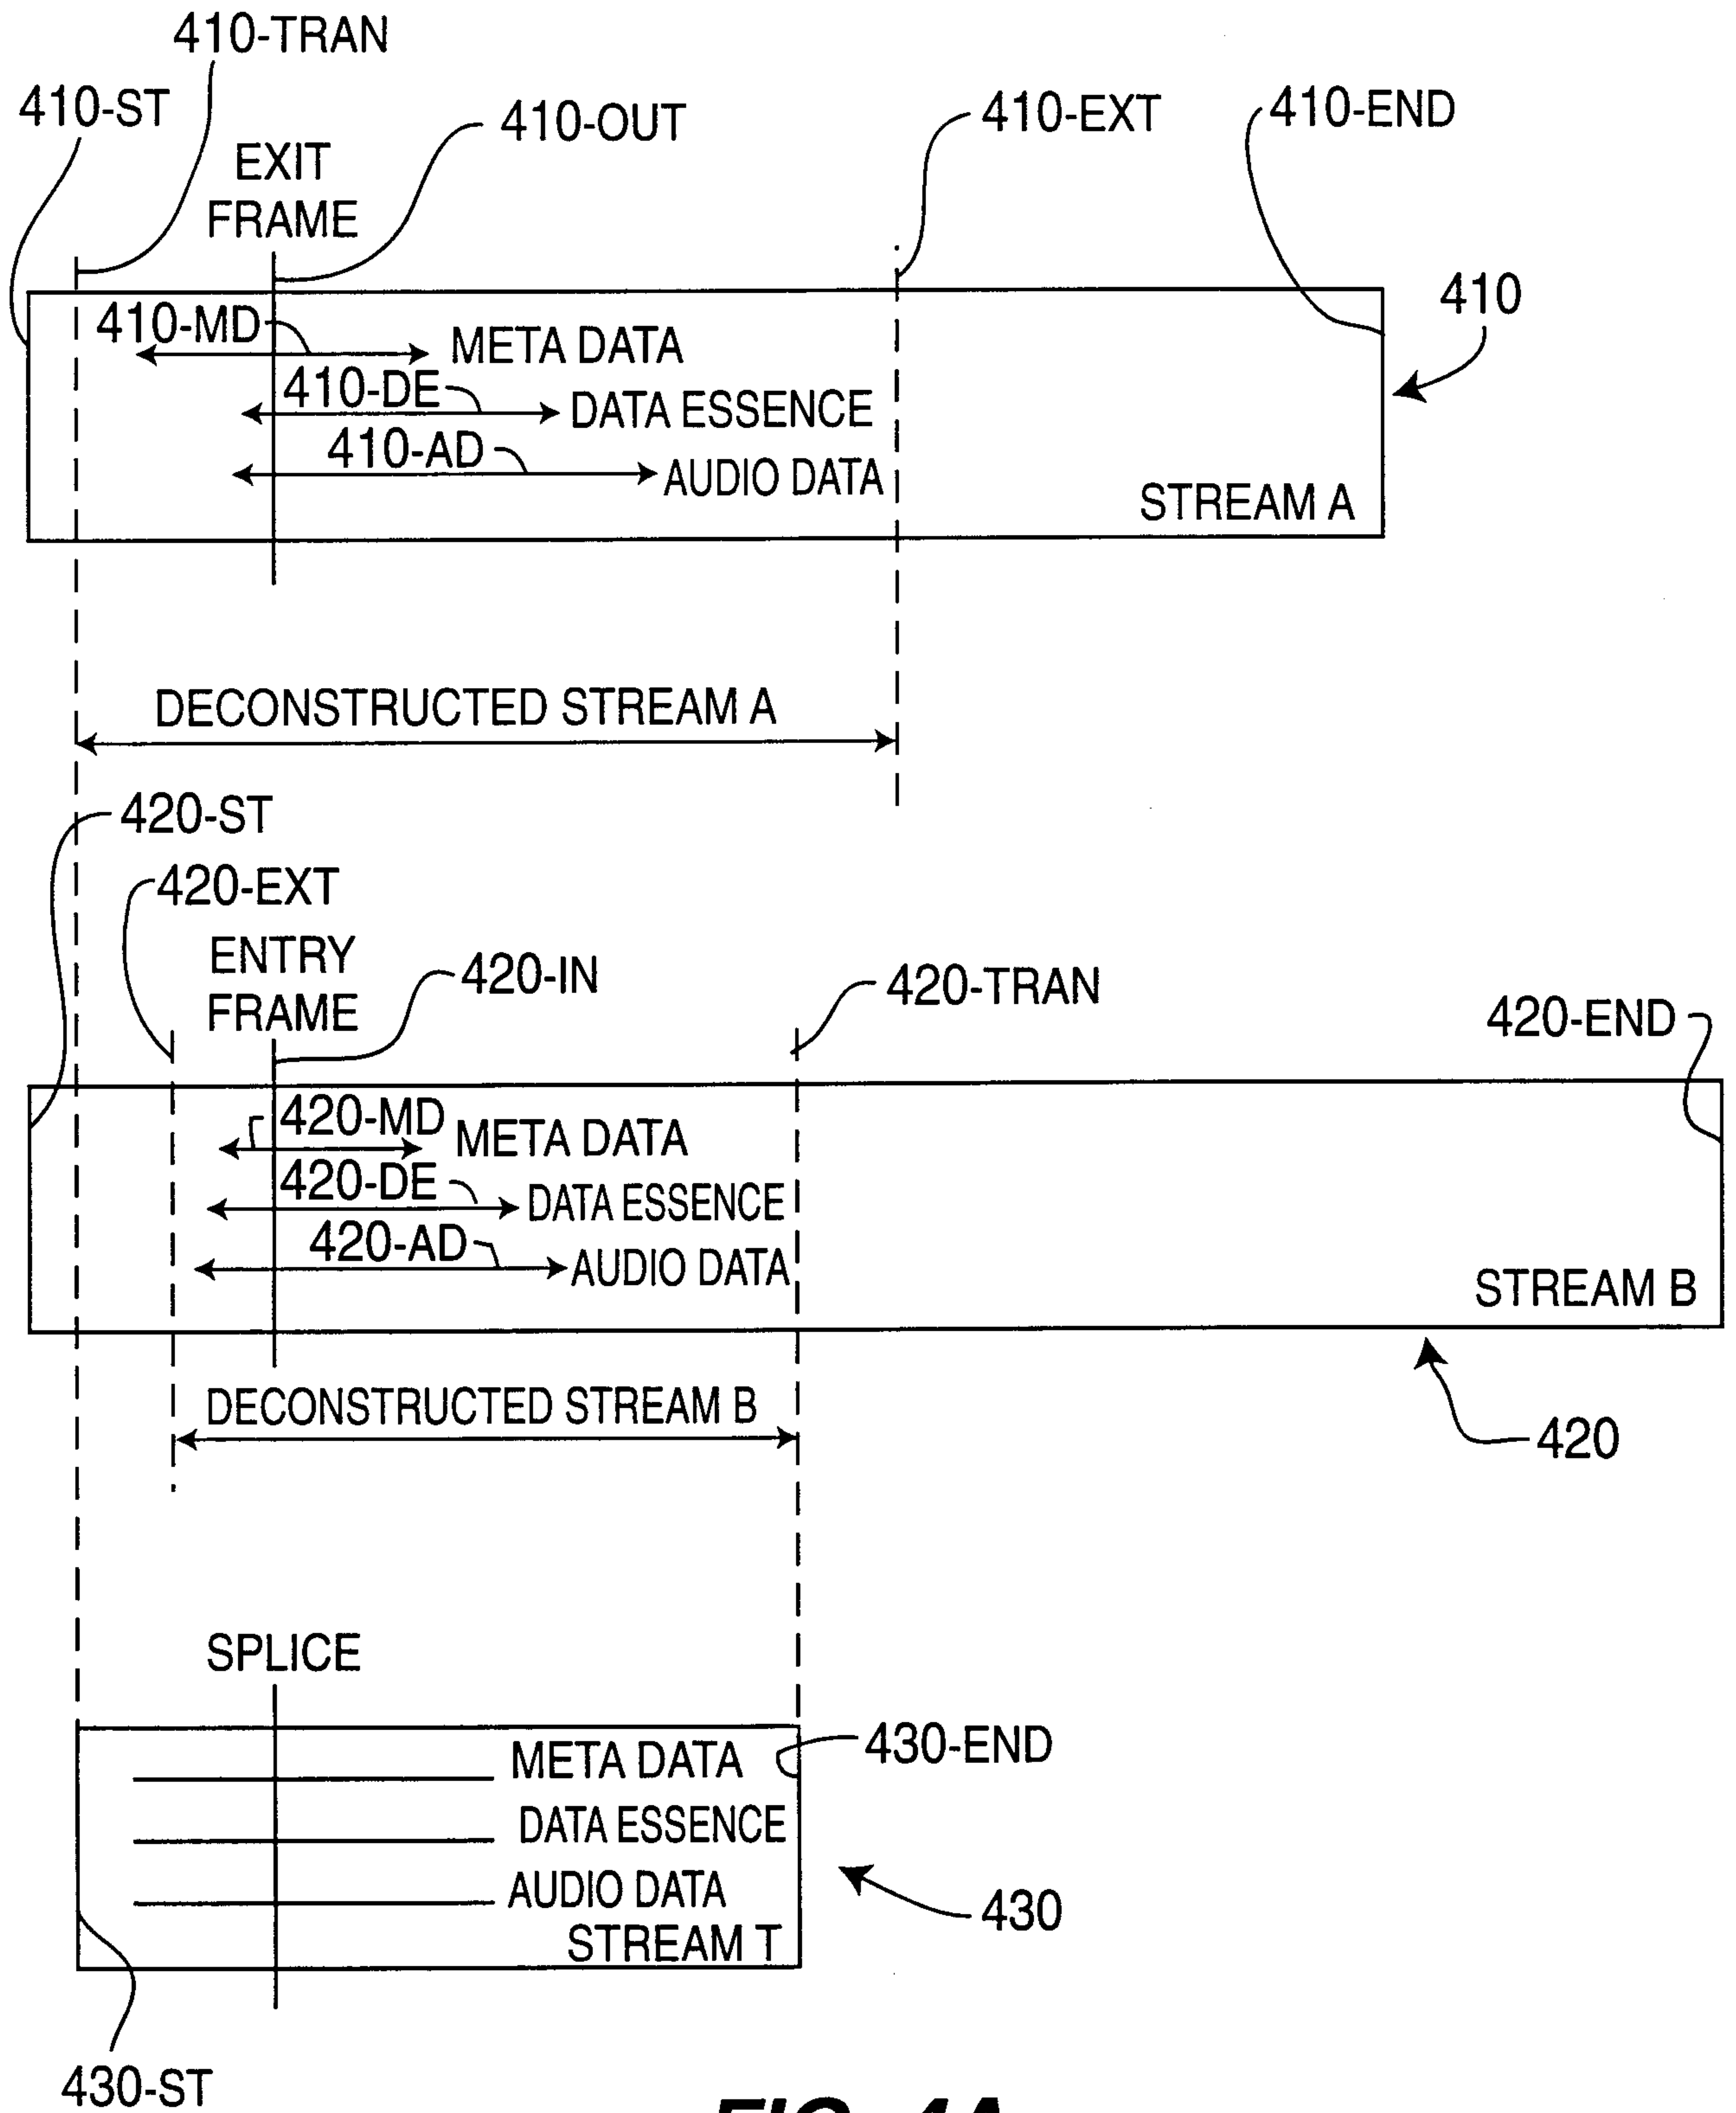 410-TRAN
410-ST
410-OUT
410-EXT
410-END
EXIT
FRAME
410
410-MD
META DATA
410-DE
DATA ESSENCE
410-AD
AUDIO DATA
STREAM A
DECONSTRUCTED STREAM A
420-ST
420-EXT
ENTRY
FRAME
420-IN
420-TRAN
420-END
420-MD
META DATA
420-DE
DATA ESSENCE
420-AD
AUDIO DATA
STREAM B
DECONSTRUCTED STREAM B
420
SPLICE
META DATA
430-END
DATA ESSENCE
AUDIO DATA
430
STREAM T
430-ST
FIG. 4A